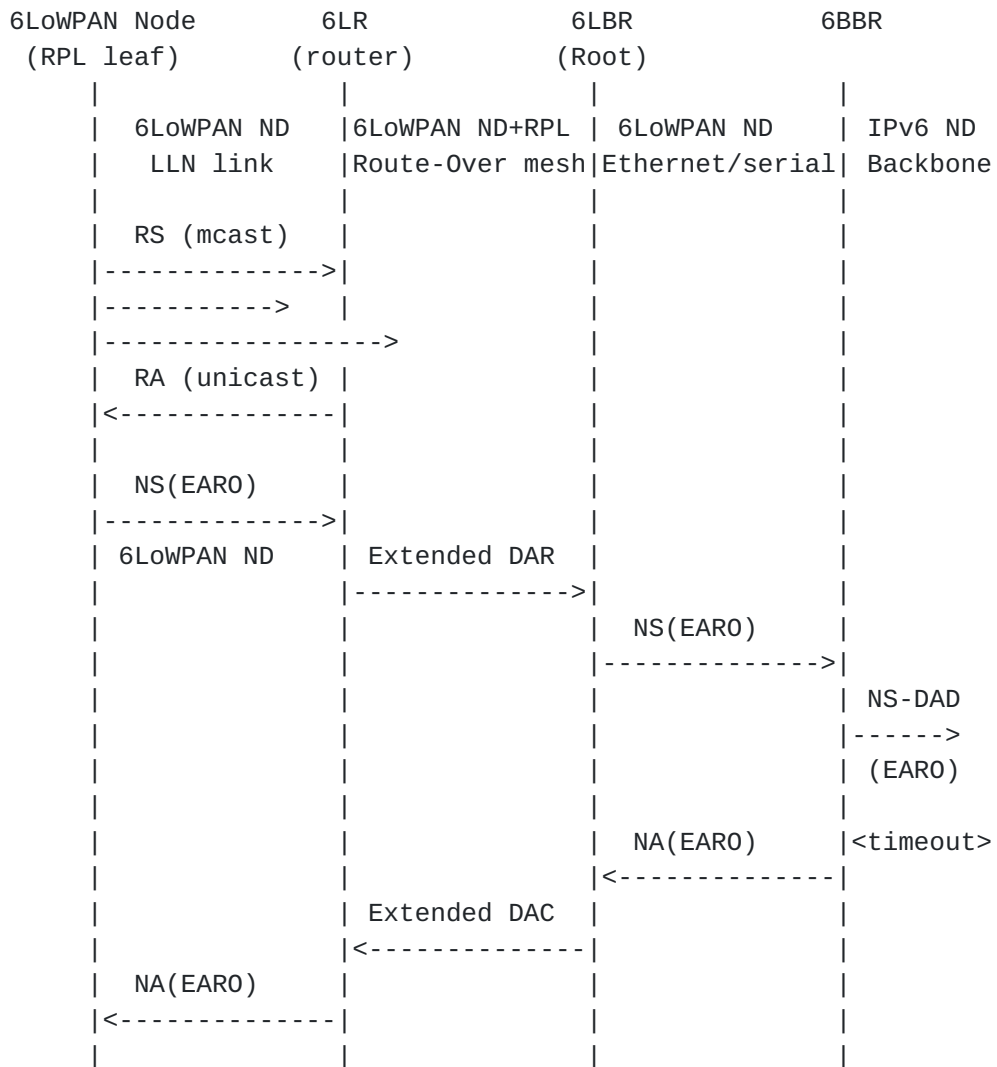 6LoWPAN Node        6LR             6LBR            6BBR
 (RPL leaf)       (router)         (Root)
     |               |               |               |
     |  6LoWPAN ND   |6LoWPAN ND+RPL | 6LoWPAN ND    | IPv6 ND
     |   LLN link    |Route-Over mesh|Ethernet/serial| Backbone
     |               |               |               |
     |  RS (mcast)   |               |               |
     |-------------->|               |               |
     |----------->   |               |               |
     |------------------>            |               |
     |  RA (unicast) |               |               |
     |<--------------|               |               |
     |               |               |               |
     |  NS(EARO)     |               |               |
     |-------------->|               |               |
     | 6LoWPAN ND    | Extended DAR  |               |
     |               |-------------->|               |
     |               |               |  NS(EARO)     |
     |               |               |-------------->|
     |               |               |               | NS-DAD
     |               |               |               |------>
     |               |               |               | (EARO)
     |               |               |               |
     |               |               |  NA(EARO)     |<timeout>
     |               |               |<--------------|
     |               | Extended DAC  |               |
     |               |<--------------|               |
     |  NA(EARO)     |               |               |
     |<--------------|               |               |
     |               |               |               |